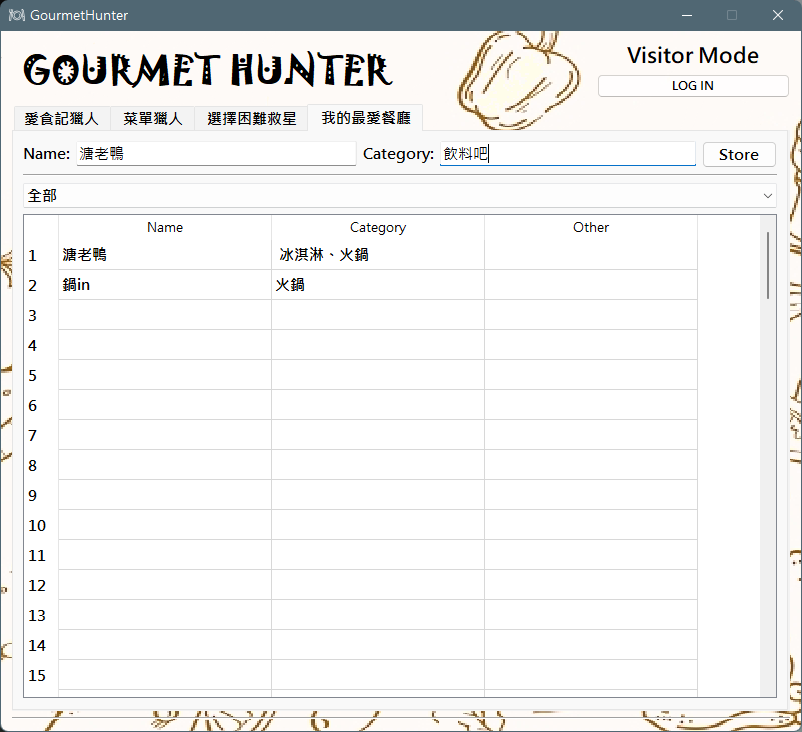 GourmetHunter
GOURMET HUNTER
Visitor Mode
LOG IN
愛食記獵人 菜單獵人 選擇困難救星 我的最愛餐廳
Name: 溏老鴨 Category: 飲料吧 Store
全部
Name Category Other
1 溏老鴨 冰淇淋、火鍋
2 鍋in 火鍋
3
4
5
6
7
8
9
10
11
12
13
14
15